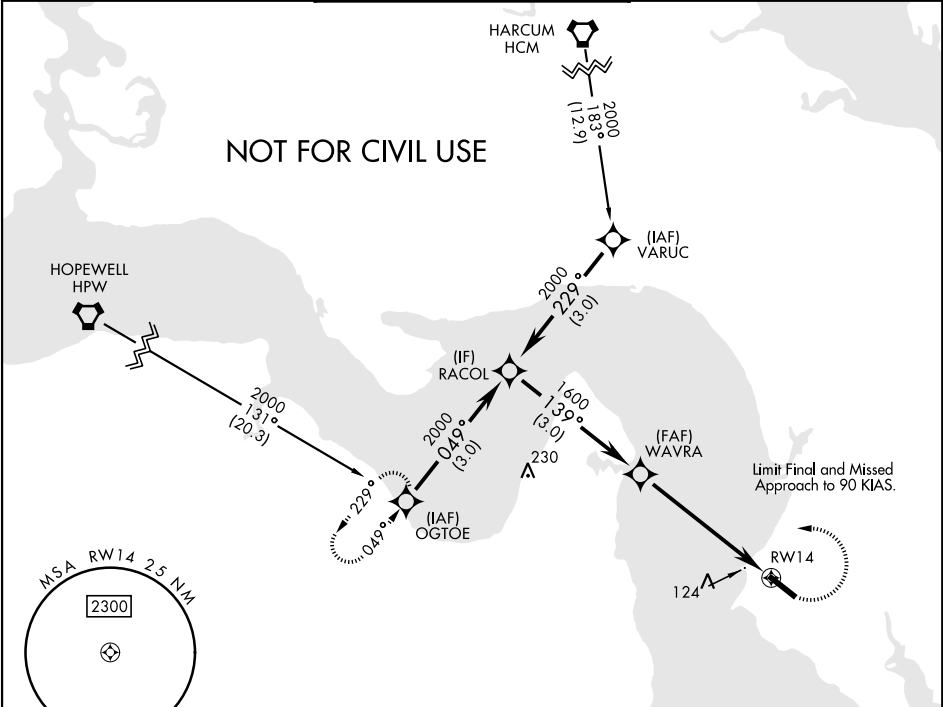 HARCUM
HCM
2000
183°
(12.9)
NOT FOR CIVIL USE
(IAF)
VARUC
HOPEWELL
HPW
2000
229°
(3.0)
(IF)
RACOL
2000
131°
(20.3)
2000
049°
(3.0)
1600
139°
(3.0)
(FAF)
WAVRA
230
Limit Final and Missed
Approach to 90 KIAS.
229°
049°
(IAF)
OGTOE
RW14
124
MSA RW14 25 NM
2300